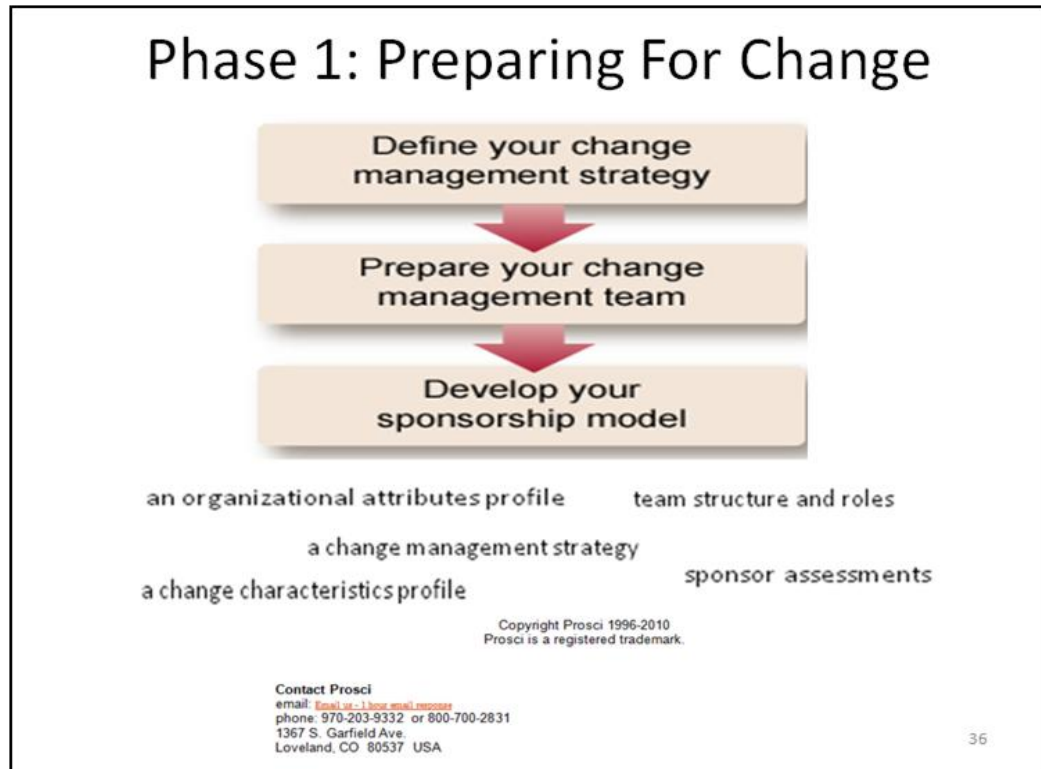 Phase 1: Preparing For Change
Define your change
management strategy
Prepare your change
management team
Develop your
sponsorship model
an organizational attributes profile
team structure and roles
a change management strategy
sponsor assessments
a change characteristics profile
Copyright Prosci 1996-2010
Prosci is a registered trademark.
Contact Prosci
email: Email us - 1 hour email response
phone: 970-203-9332 or 800-700-2831
1367 S. Garfield Ave.
Loveland, CO 80537 USA
36